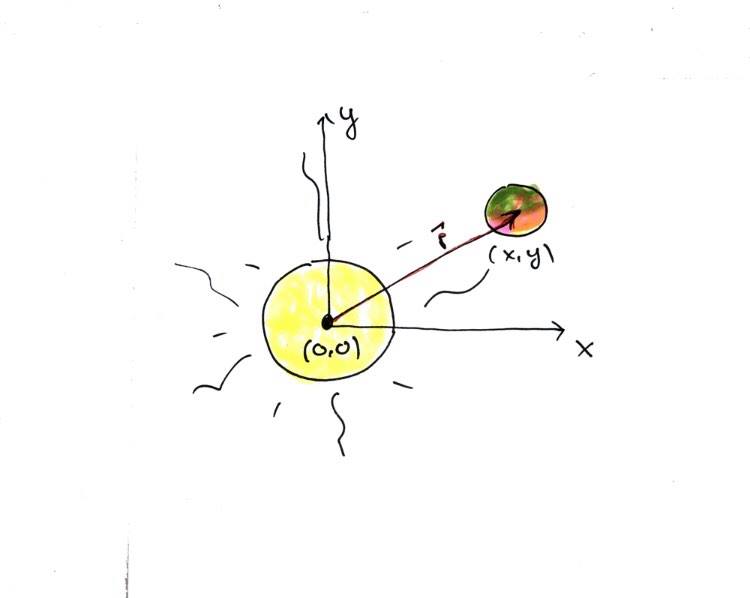 y
r⃗
(x,y)
(0,0)
x